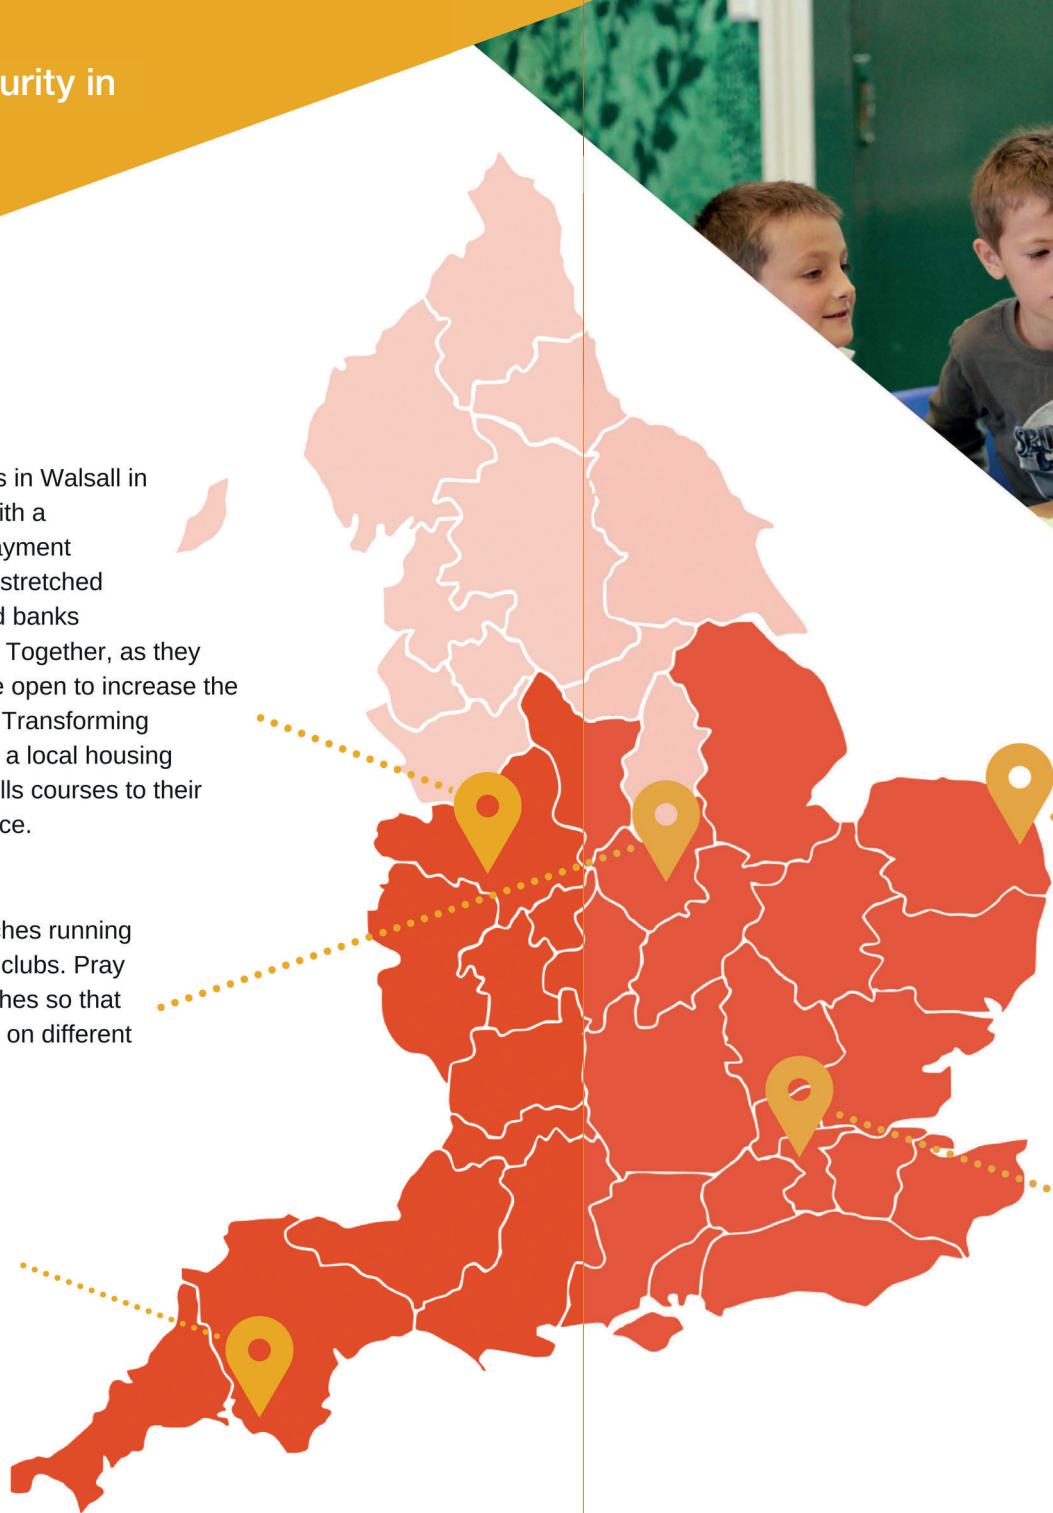 urity in
s in Walsall in
ith a
ayment
stretched
d banks
Together, as they
e open to increase the
Transforming
a local housing
lls courses to their
ce.
hes running
clubs. Pray
hes so that
on different